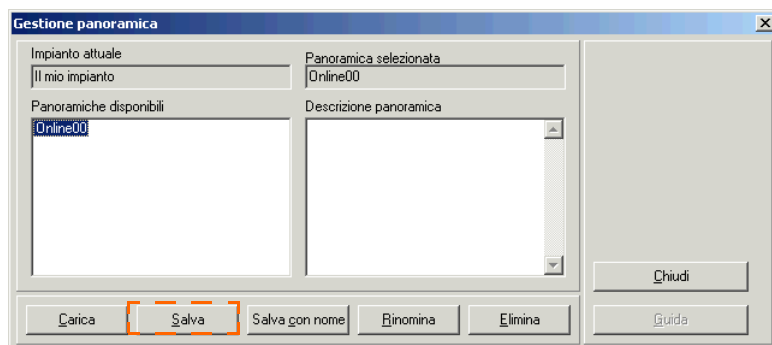 Gestione panoramica
Impianto attuale
Il mio impianto
Panoramica selezionata
Online00
Panoramiche disponibili
Online00
Descrizione panoramica
Chiudi
Carica
Salva
Salva con nome
Rinomina
Elimina
Guida